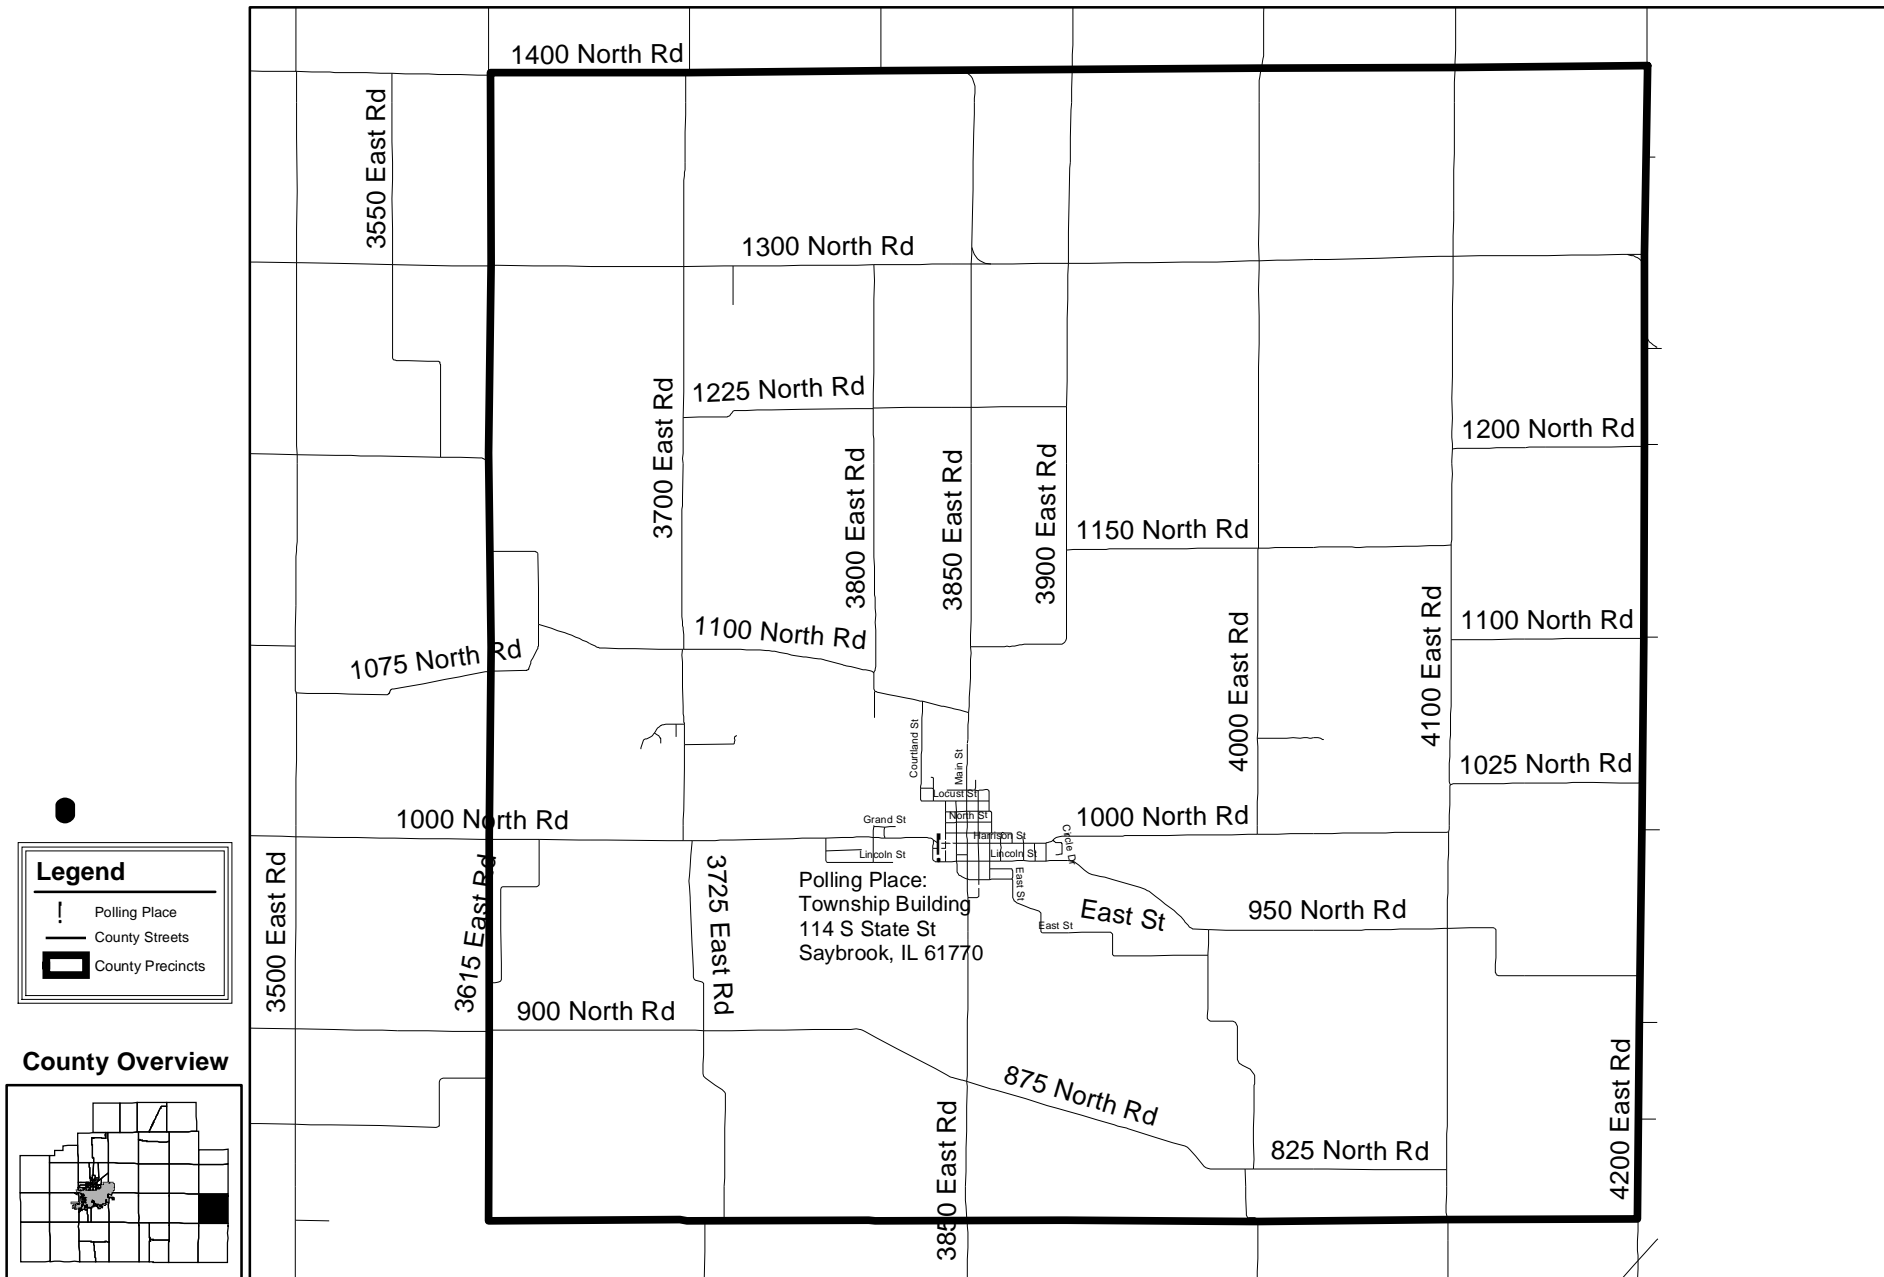 1400 North Rd
3550 East Rd
1300 North Rd
1225 North Rd
3700 East Rd
1200 North Rd
3800 East Rd
3850 East Rd
3900 East Rd
1150 North Rd
1100 North Rd
1100 North Rd
1075 North Rd
4000 East Rd
4100 East Rd
Courtland St
Main St
1025 North Rd
Locust St
1000 North Rd
Grand St
North St
1000 North Rd
Harrison St
Circle Dr
Lincoln St
Lincoln St
Legend
Polling Place
County Streets
County Precincts
3500 East Rd
3615 East Rd
3725 East Rd
Polling Place:
Township Building
114 S State St
Saybrook, IL 61770
East St
East St
East St
950 North Rd
900 North Rd
County Overview
875 North Rd
3850 East Rd
825 North Rd
4200 East Rd